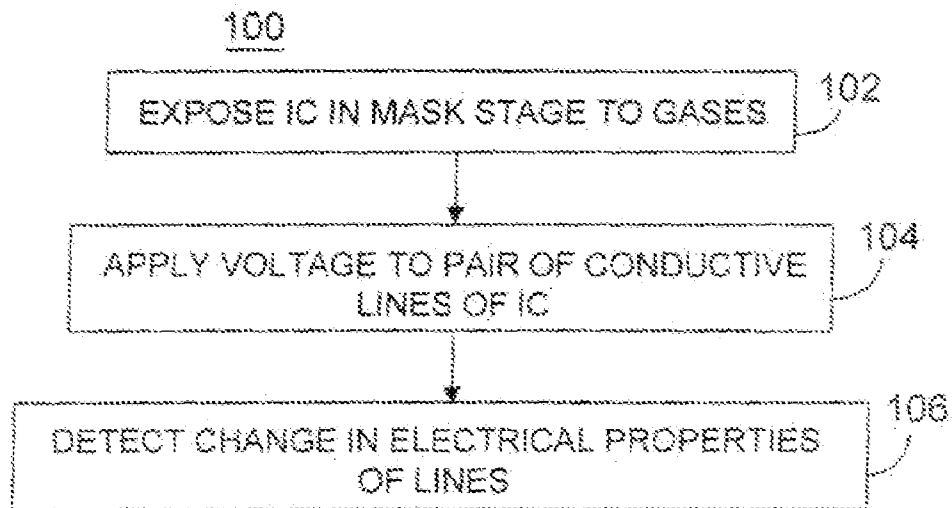 100
EXPOSE IC IN MASK STAGE TO GASES
102
APPLY VOLTAGE TO PAIR OF CONDUCTIVE
LINES OF IC
104
DETECT CHANGE IN ELECTRICAL PROPERTIES
OF LINES
106